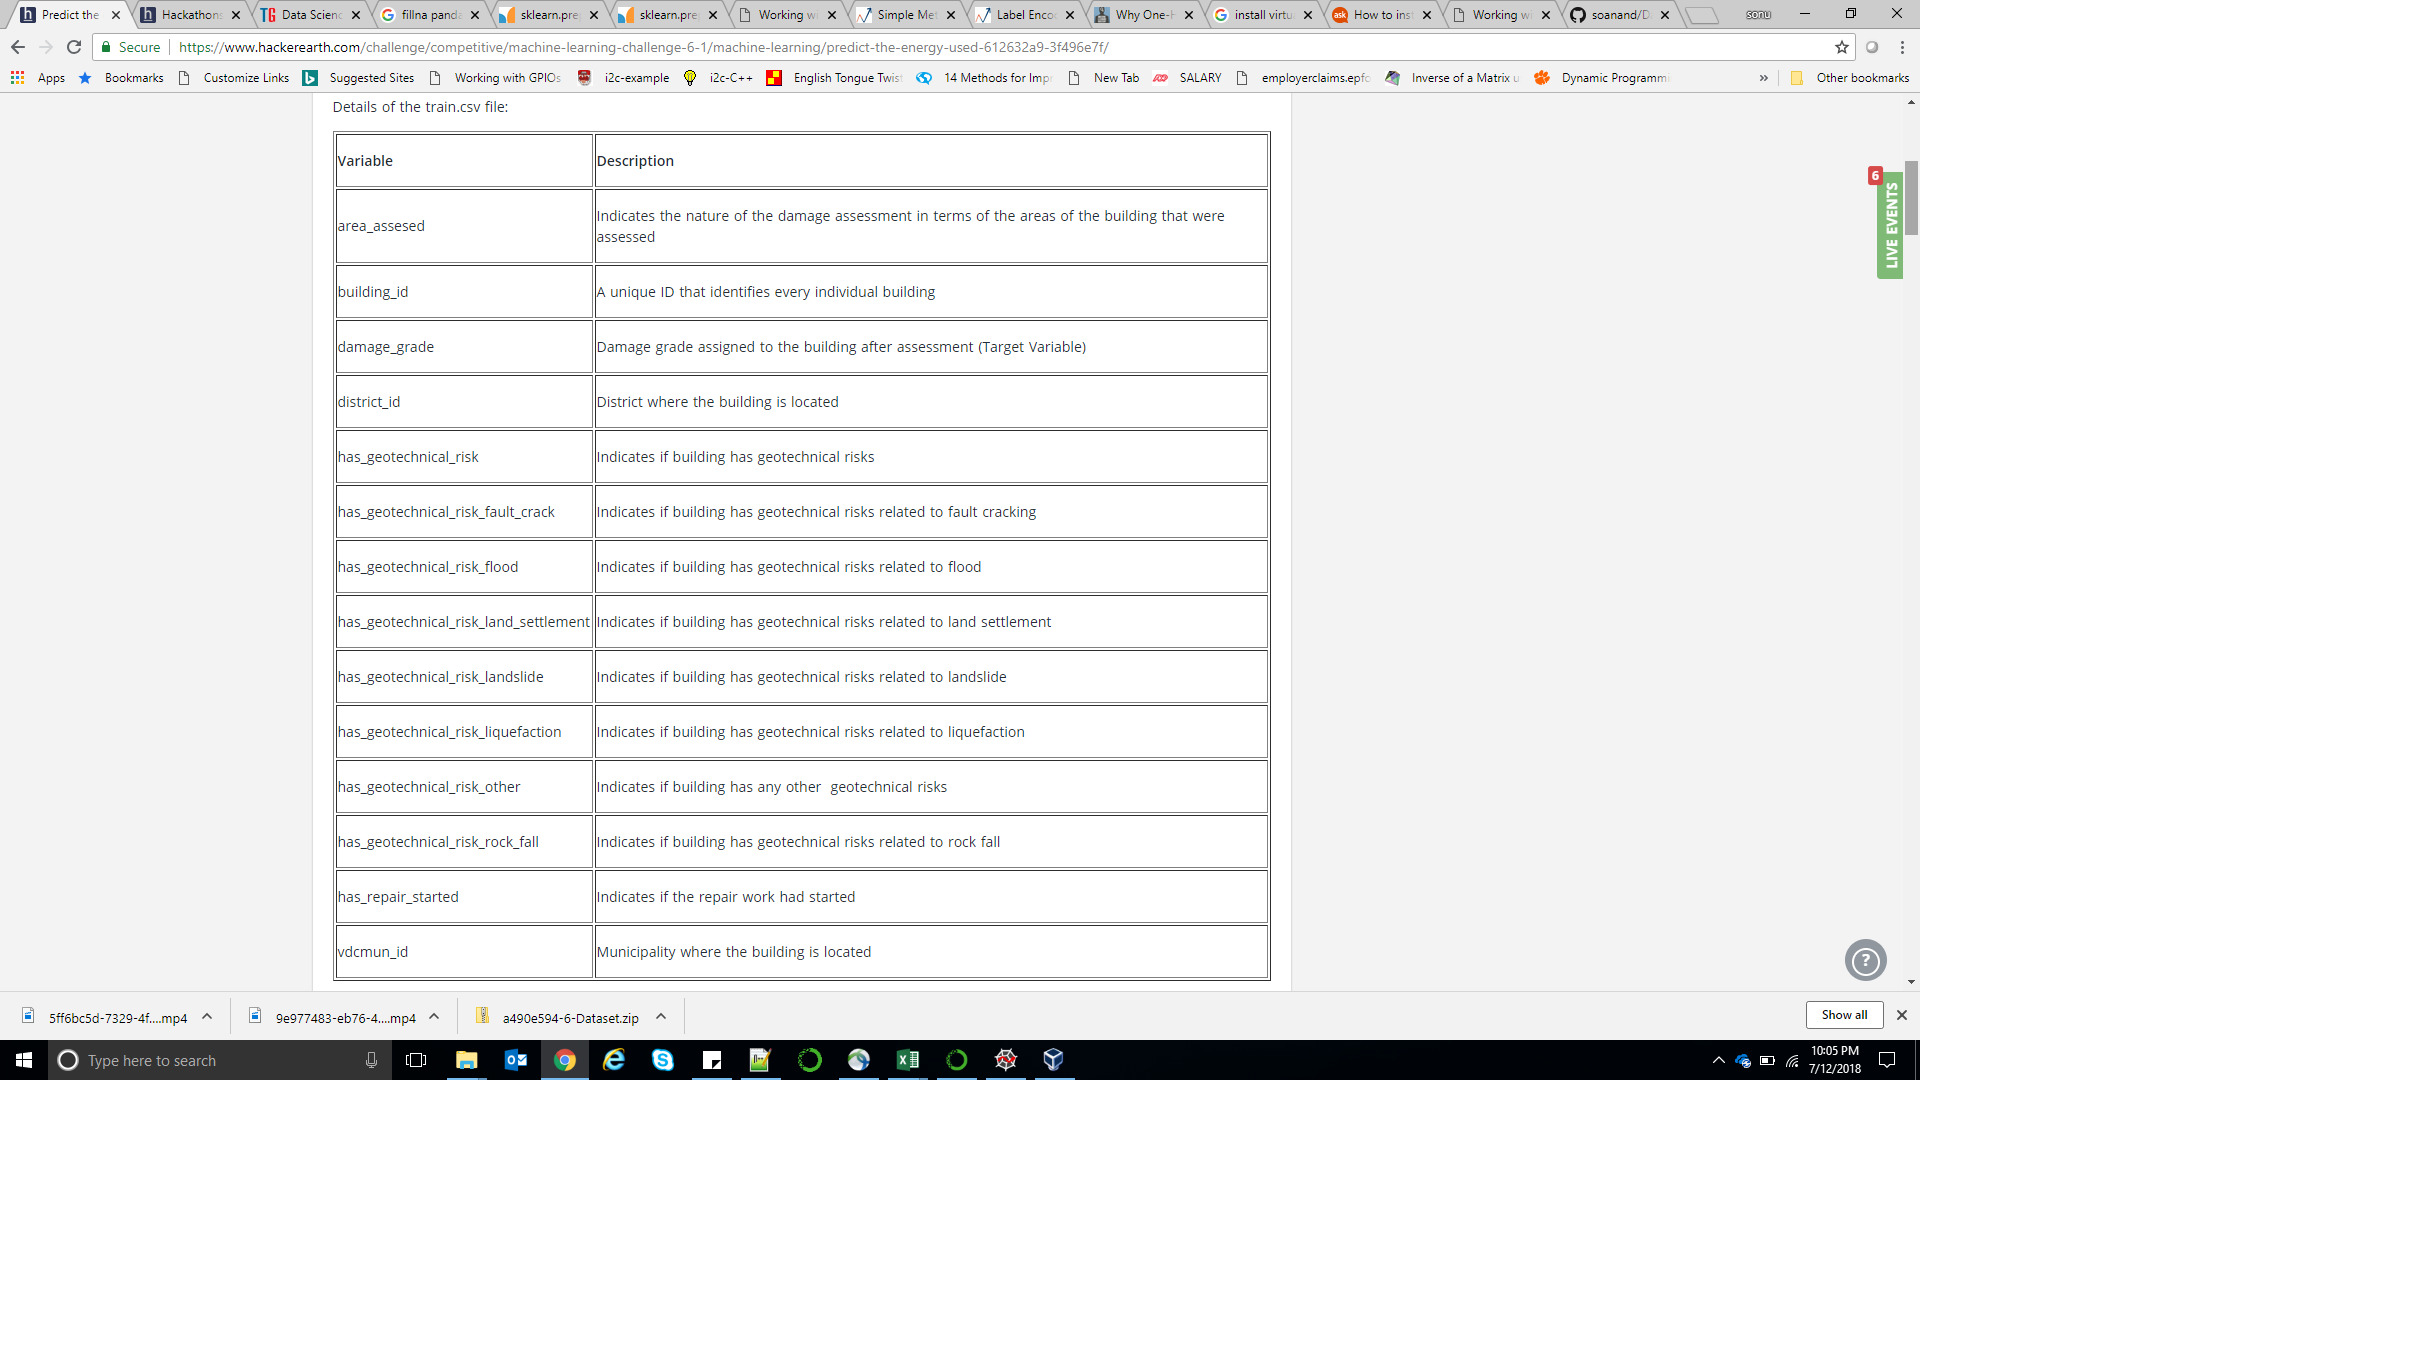 Predict the
Hackathons
Data Scienc
fillna panda
sklearn.pre
sklearn.pre
Working wi
Simple Met
Label Enco
Why One-H
install virtu
How to inst
Working wi
soanand/D
sonu
Secure https://www.hackerearth.com/challenge/competitive/machine-learning-challenge-6-1/machine-learning/predict-the-energy-used-612632a9-3f496e7f/
Apps Bookmarks Customize Links Suggested Sites Working with GPIOs i2c-example i2c-C++ English Tongue Twist 14 Methods for Imp New Tab SALARY employerclaims.epfc Inverse of a Matrix u Dynamic Programmi » Other bookmarks
Details of the train.csv file:
Variable Description
area_assesed Indicates the nature of the damage assessment in terms of the areas of the building that were
assessed
building_id A unique ID that identifies every individual building
damage_grade Damage grade assigned to the building after assessment (Target Variable)
district_id District where the building is located
has_geotechnical_risk Indicates if building has geotechnical risks
has_geotechnical_risk_fault_crack Indicates if building has geotechnical risks related to fault cracking
has_geotechnical_risk_flood Indicates if building has geotechnical risks related to flood
has_geotechnical_risk_land_settlement Indicates if building has geotechnical risks related to land settlement
has_geotechnical_risk_landslide Indicates if building has geotechnical risks related to landslide
has_geotechnical_risk_liquefaction Indicates if building has geotechnical risks related to liquefaction
has_geotechnical_risk_other Indicates if building has any other geotechnical risks
has_geotechnical_risk_rock_fall Indicates if building has geotechnical risks related to rock fall
has_repair_started Indicates if the repair work had started
vdcmun_id Municipality where the building is located
6
LIVE EVENTS
?
5ff6bc5d-7329-4f....mp4 9e977483-eb76-4....mp4 a490e594-6-Dataset.zip Show all
Type here to search
10:05 PM
7/12/2018